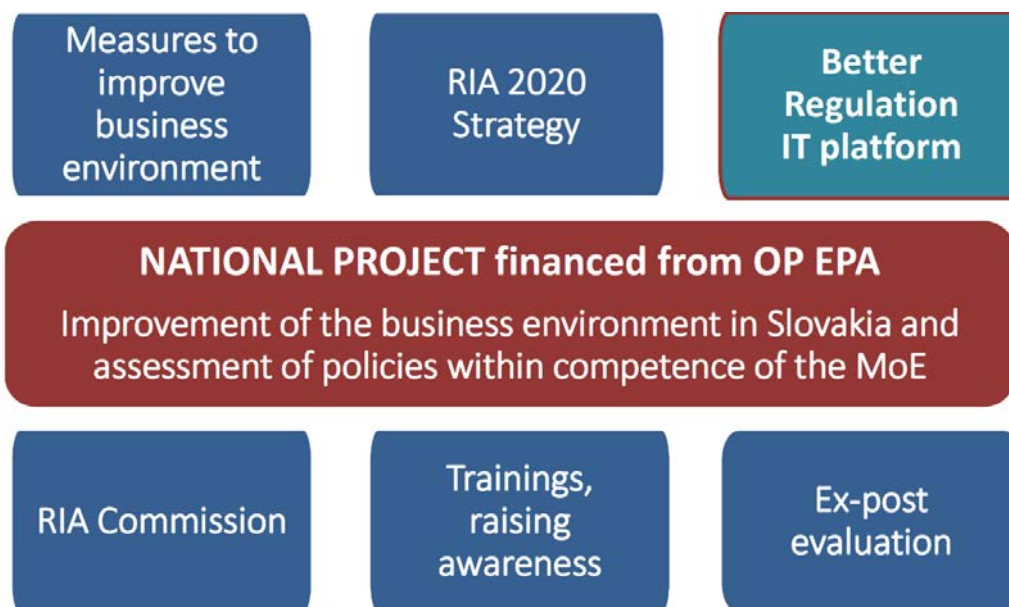 Measures to
improve
business
environment
RIA 2020
Strategy
Better
Regulation
IT platform
NATIONAL PROJECT financed from OP EPA
Improvement of the business environment in Slovakia and
assessment of policies within competence of the MoE
RIA Commission
Trainings,
raising
awareness
Ex-post
evaluation